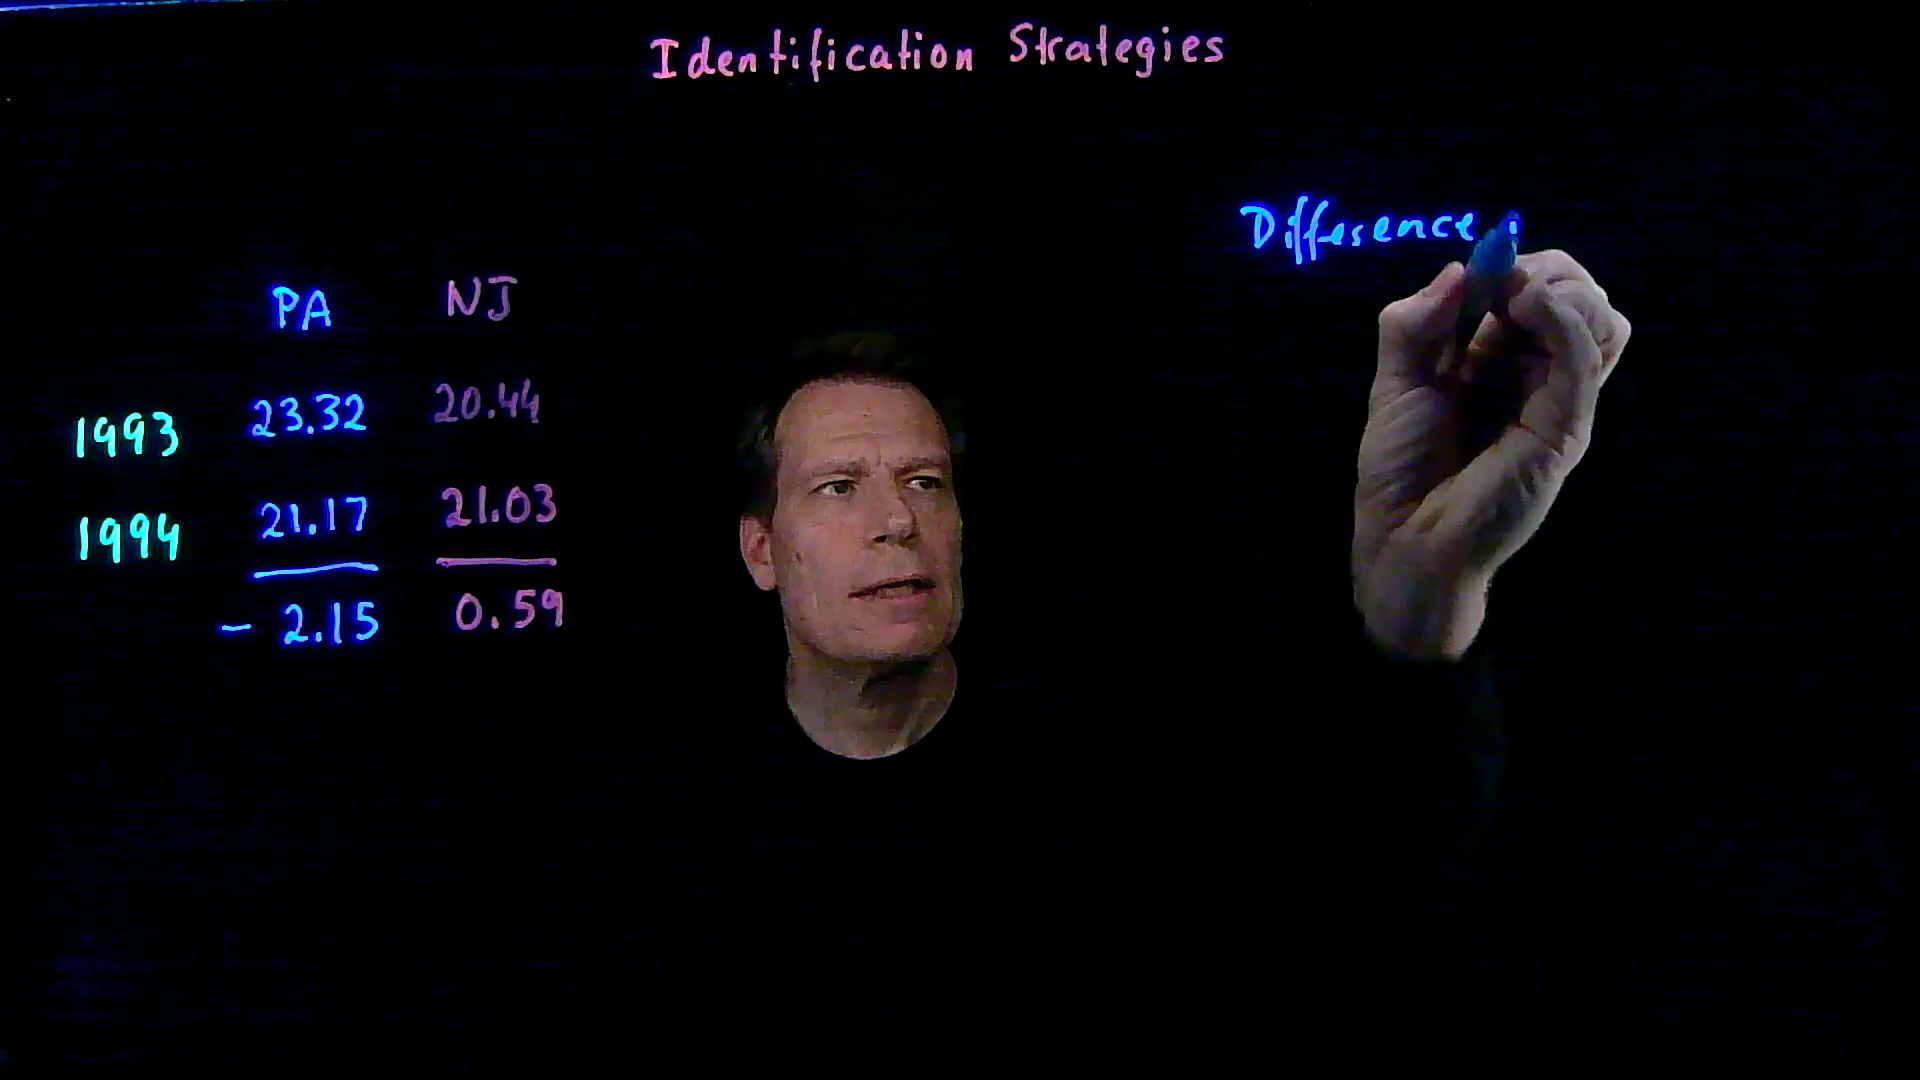 Identification Strategies
Difference i
PA NJ
1993 23.32 20.44
1994 21.17 21.03
- 2.15 0.59